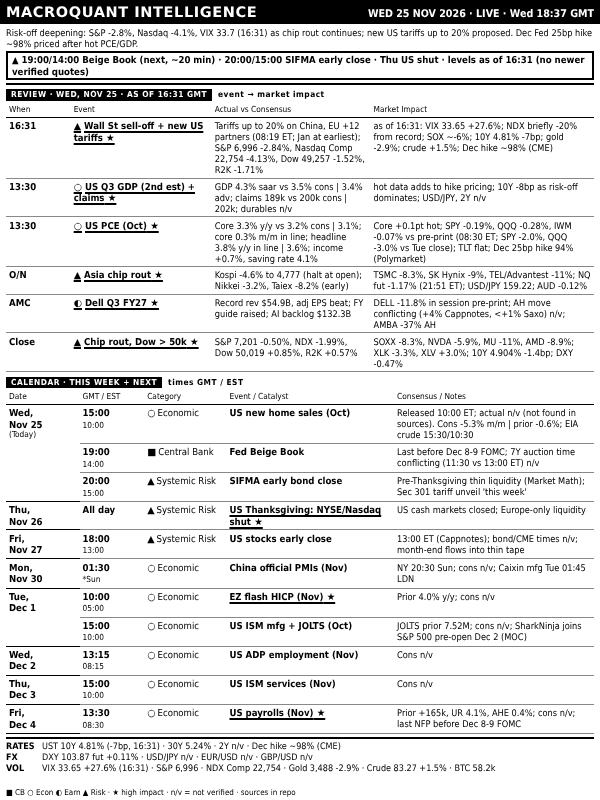 MACROQUANT INTELLIGENCE
WED 25 NOV 2026 · LIVE · Wed 18:37 GMT
Risk-off deepening: S&P -2.8%, Nasdaq -4.1%, VIX 33.7 (16:31) as chip rout continues; new US tariffs up to 20% proposed. Dec Fed 25bp hike
~98% priced after hot PCE/GDP.
▲ 19:00/14:00 Beige Book (next, ~20 min) · 20:00/15:00 SIFMA early close · Thu US shut · levels as of 16:31 (no newer
verified quotes)
REVIEW · WED, NOV 25 · AS OF 16:31 GMT event → market impact
When Event Actual vs Consensus Market Impact
16:31 ▲ Wall St sell-off + new US
tariffs ★
Tariffs up to 20% on China, EU +12
partners (08:19 ET; Jan at earliest);
S&P 6,996 -2.84%, Nasdaq Comp
22,754 -4.13%, Dow 49,257 -1.52%,
R2K -1.71%
as of 16:31: VIX 33.65 +27.6%; NDX briefly -20%
from record; SOX ~-6%; 10Y 4.81% -7bp; gold
-2.9%; crude +1.5%; Dec hike ~98% (CME)
13:30 ○ US Q3 GDP (2nd est) +
claims ★
GDP 4.3% saar vs 3.5% cons | 3.4%
adv; claims 189k vs 200k cons |
202k; durables n/v
hot data adds to hike pricing; 10Y -8bp as risk-off
dominates; USD/JPY, 2Y n/v
13:30 ○ US PCE (Oct) ★
Core 3.3% y/y vs 3.2% cons | 3.1%;
core 0.3% m/m in line; headline
3.8% y/y in line | 3.6%; income
+0.7%, saving rate 4.1%
Core +0.1pt hot; SPY -0.19%, QQQ -0.28%, IWM
-0.07% vs pre-print (08:30 ET; SPY -2.0%, QQQ
-3.0% vs Tue close); TLT flat; Dec 25bp hike 94%
(Polymarket)
O/N ▲ Asia chip rout ★
Kospi -4.6% to 4,777 (halt at open);
Nikkei -3.2%, Taiex -8.2% (early)
TSMC -8.3%, SK Hynix -9%, TEL/Advantest -11%; NQ
fut -1.17% (21:51 ET); USD/JPY 159.22; AUD -0.12%
AMC ◐ Dell Q3 FY27 ★
Record rev $54.9B, adj EPS beat; FY
guide raised; AI backlog $132.3B
DELL -11.8% in session pre-print; AH move
conflicting (+4% Cappnotes, <+1% Saxo) n/v;
AMBA -37% AH
Close ▲ Chip rout, Dow > 50k ★
S&P 7,201 -0.50%, NDX -1.99%,
Dow 50,019 +0.85%, R2K +0.57%
SOXX -8.3%, NVDA -5.9%, MU -11%, AMD -8.9%;
XLK -3.3%, XLV +3.0%; 10Y 4.904% -1.4bp; DXY
-0.47%
CALENDAR · THIS WEEK + NEXT times GMT / EST
Date GMT / EST Category Event / Catalyst Consensus / Notes
Wed,
Nov 25
(Today)
15:00
10:00
○ Economic US new home sales (Oct)
Released 10:00 ET; actual n/v (not found in
sources). Cons -5.3% m/m | prior -0.6%; EIA
crude 15:30/10:30
19:00
14:00
■ Central Bank Fed Beige Book
Last before Dec 8-9 FOMC; 7Y auction time
conflicting (11:30 vs 13:00 ET) n/v
20:00
15:00
▲ Systemic Risk SIFMA early bond close
Pre-Thanksgiving thin liquidity (Market Math);
Sec 301 tariff unveil 'this week'
Thu,
Nov 26
All day ▲ Systemic Risk US Thanksgiving: NYSE/Nasdaq
shut ★
US cash markets closed; Europe-only liquidity
Fri,
Nov 27
18:00
13:00
▲ Systemic Risk US stocks early close
13:00 ET (Cappnotes); bond/CME times n/v;
month-end flows into thin tape
Mon,
Nov 30
01:30
*Sun
○ Economic China official PMIs (Nov)
NY 20:30 Sun; cons n/v; Caixin mfg Tue 01:45
LDN
Tue,
Dec 1
10:00
05:00
○ Economic EZ flash HICP (Nov) ★
Prior 4.0% y/y; cons n/v
15:00
10:00
○ Economic US ISM mfg + JOLTS (Oct)
JOLTS prior 7.52M; cons n/v; SharkNinja joins
S&P 500 pre-open Dec 2 (MOC)
Wed,
Dec 2
13:15
08:15
○ Economic US ADP employment (Nov)
Cons n/v
Thu,
Dec 3
15:00
10:00
○ Economic US ISM services (Nov)
Cons n/v
Fri,
Dec 4
13:30
08:30
○ Economic US payrolls (Nov) ★
Prior +165k, UR 4.1%, AHE 0.4%; cons n/v;
last NFP before Dec 8-9 FOMC
RATES UST 10Y 4.81% (-7bp, 16:31) · 30Y 5.24% · 2Y n/v · Dec hike ~98% (CME)
FX DXY 103.87 fut +0.11% · USD/JPY n/v · EUR/USD n/v · GBP/USD n/v
VOL VIX 33.65 +27.6% (16:31) · S&P 6,996 · NDX Comp 22,754 · Gold 3,488 -2.9% · Crude 83.27 +1.5% · BTC 58.2k
■ CB ○ Econ ◐ Earn ▲ Risk · ★ high impact · n/v = not verified · sources in repo